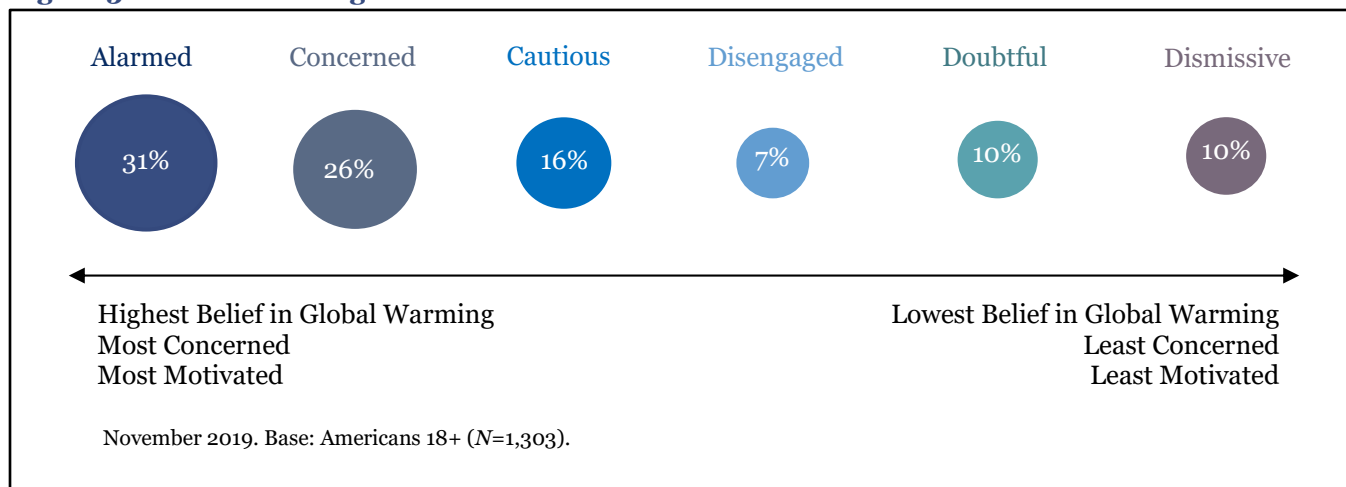 Alarmed Concerned Cautious Disengaged Doubtful Dismissive
31% 26% 16% 7% 10% 10%
Highest Belief in Global Warming Lowest Belief in Global Warming
Most Concerned Least Concerned
Most Motivated Least Motivated
November 2019. Base: Americans 18+ (N=1,303).